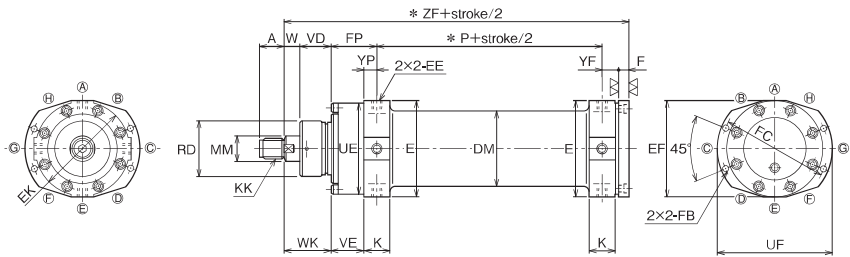 * ZF+stroke/2
A W VD FP * P+stroke/2
YP 2×2-EE YF F
A
H B
G C
EK
F D
E
RD MM KK UE E DM E
WK VE K K
A
B H
C G
EF 45° FC
D F
E
2×2-FB
UF